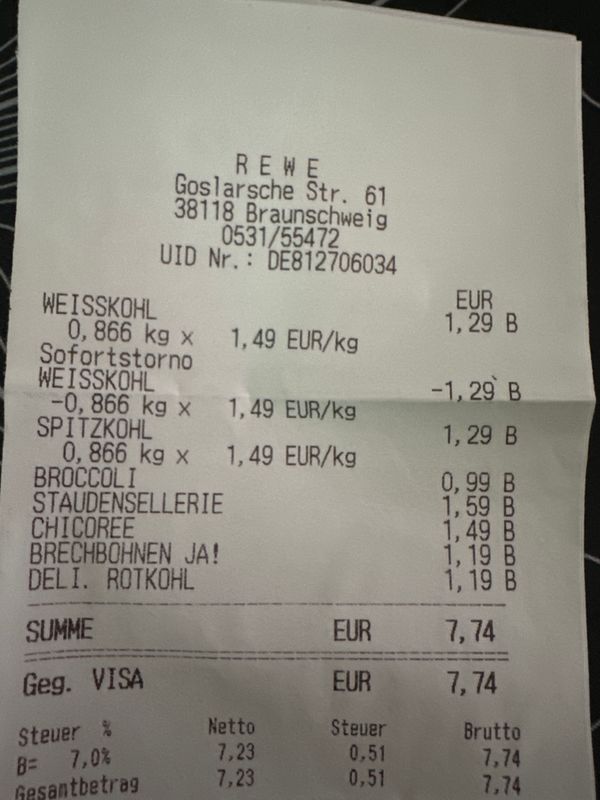 R E W E
Goslarsche Str. 61
38118 Braunschweig
0531/55472
UID Nr.: DE812706034
EUR
WEISSKOHL 1,29 B
0,866 kg x 1,49 EUR/kg
Sofortstorno
WEISSKOHL -1,29 B
-0,866 kg x 1,49 EUR/kg
SPITZKOHL 1,29 B
0,866 kg x 1,49 EUR/kg
BROCCOLI 0,99 B
STAUDENSELLERIE 1,59 B
CHICOREE 1,49 B
BRECHBOHNEN JA! 1,19 B
DELI. ROTKOHL 1,19 B
SUMME EUR 7,74
Geg. VISA EUR 7,74
Steuer % Netto Steuer Brutto
B= 7,0% 7,23 0,51 7,74
Gesamtbetrag 7,23 0,51 7,74